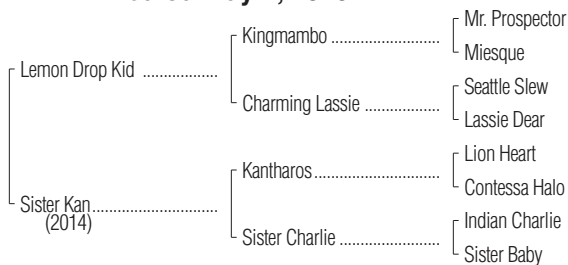 Mr. Prospector
Kingmambo ..............................
Miesque
Lemon Drop Kid .....................
Seattle Slew
Charming Lassie .....................
Lassie Dear
Lion Heart
Kantharos...................................
Contessa Halo
Sister Kan...................................
(2014)
Indian Charlie
Sister Charlie ............................
Sister Baby